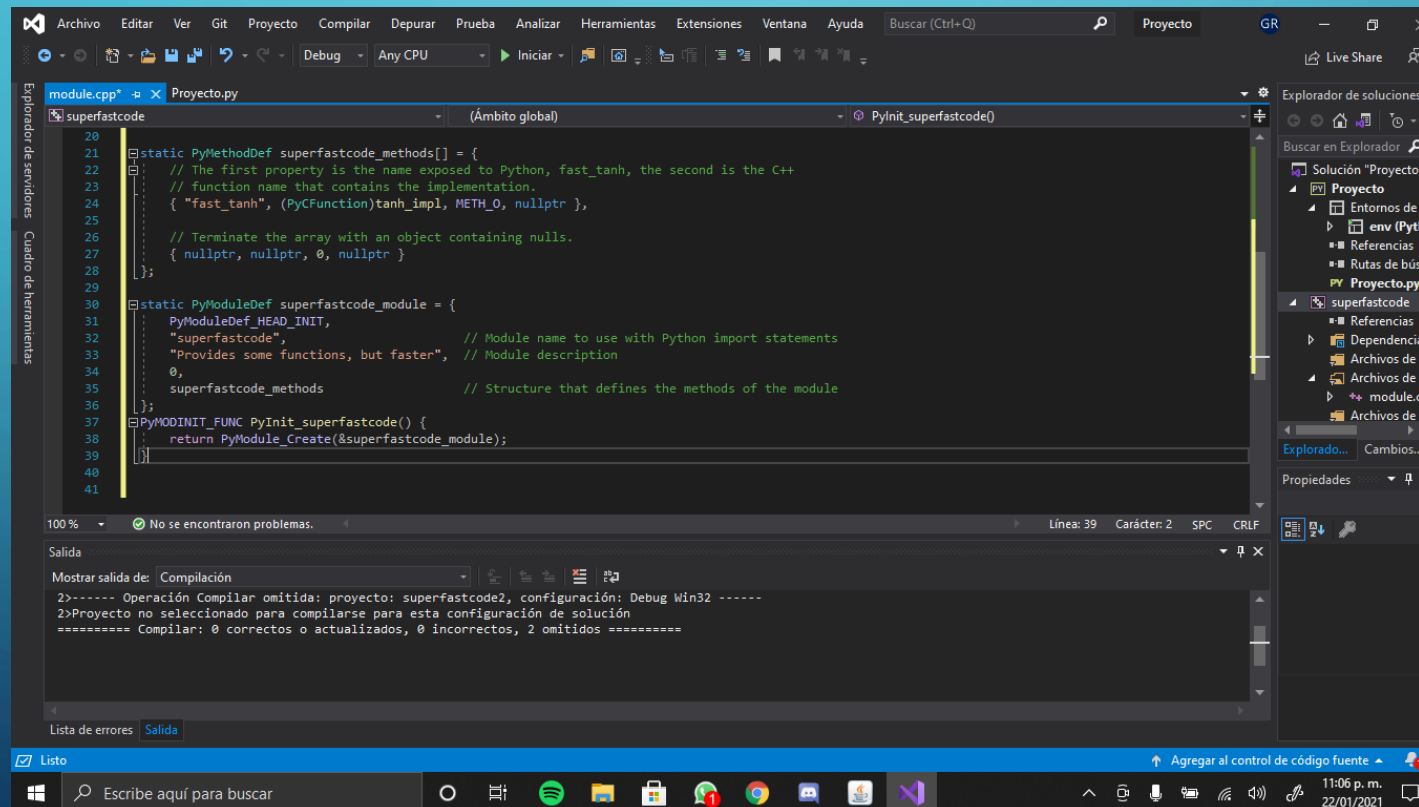 Archivo Editar Ver Git Proyecto Compilar Depurar Prueba Analizar Herramientas Extensiones Ventana Ayuda Buscar (Ctrl+Q) Proyecto GR
Debug Any CPU Iniciar Live Share
Explorador de servidores
Cuadro de herramientas
module.cpp* Proyecto.py
superfastcode (Ámbito global) PyInit_superfastcode()
20
21 static PyMethodDef superfastcode_methods[] = {
22 // The first property is the name exposed to Python, fast_tanh, the second is the C++
23 // function name that contains the implementation.
24 { "fast_tanh", (PyCFunction)tanh_impl, METH_O, nullptr },
25
26 // Terminate the array with an object containing nulls.
27 { nullptr, nullptr, 0, nullptr }
28 };
29
30 static PyModuleDef superfastcode_module = {
31 PyModuleDef_HEAD_INIT,
32 "superfastcode", // Module name to use with Python import statements
33 "Provides some functions, but faster", // Module description
34 0,
35 superfastcode_methods // Structure that defines the methods of the module
36 };
37 PyMODINIT_FUNC PyInit_superfastcode() {
38 return PyModule_Create(&superfastcode_module);
39 }
40
41
100 % No se encontraron problemas. Línea: 39 Carácter: 2 SPC CRLF
Salida
Mostrar salida de: Compilación
2>------ Operación Compilar omitida: proyecto: superfastcode2, configuración: Debug Win32 ------
2>Proyecto no seleccionado para compilarse para esta configuración de solución
========== Compilar: 0 correctos o actualizados, 0 incorrectos, 2 omitidos ==========
Lista de errores Salida
Explorador de soluciones
Buscar en Explorador
Solución "Proyecto
PY Proyecto
Entornos de
env (Pyt
Referencias
Rutas de bús
PY Proyecto.py
superfastcode
Referencias
Dependencia
Archivos de
Archivos de
module.c
Archivos de
Explorado... Cambios...
Propiedades
Listo Agregar al control de código fuente
Escribe aquí para buscar
11:06 p. m.
22/01/2021